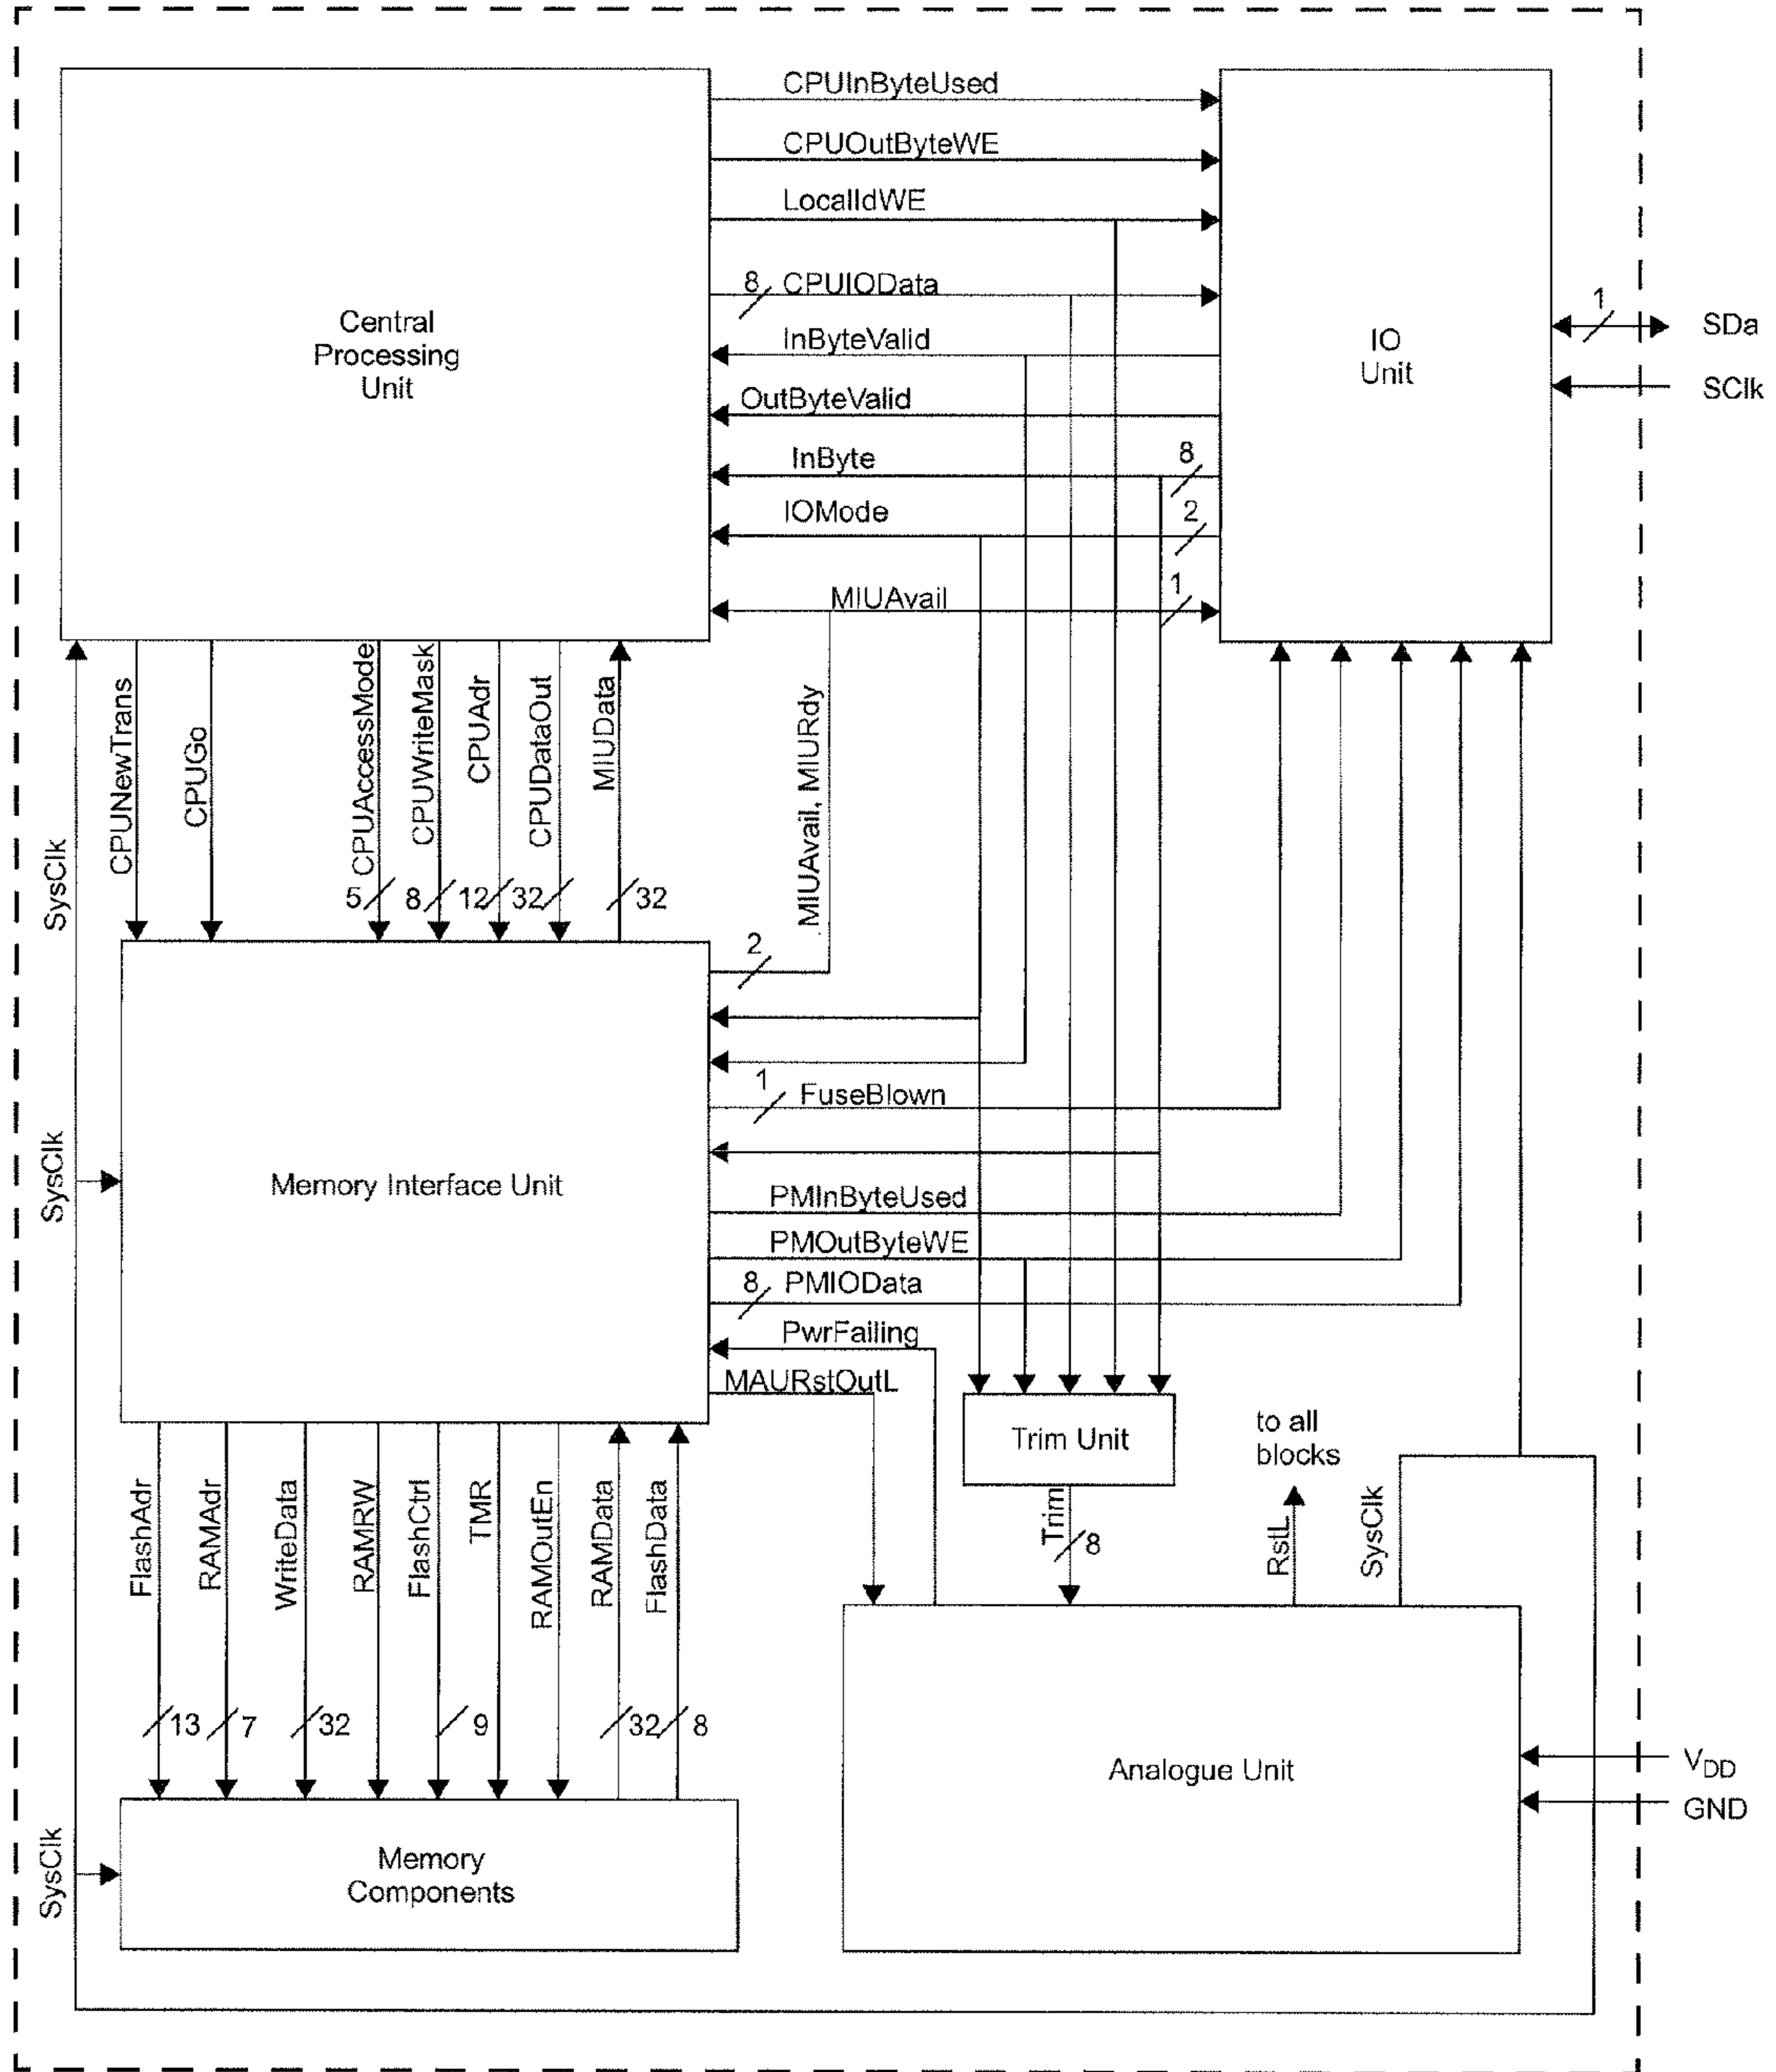 CPUInByteUsed
CPUOutByteWE
LocalIdWE
8 CPUIOData
Central
Processing
Unit
InByteValid
IO
Unit
1
SDa
OutByteValid
SClk
InByte
8
IOMode
2
MIUAvail
1
CPUNewTrans
CPUGo
CPUAccessMode
CPUWriteMask
CPUAdr
CPUDataOut
MIUData
MIUAvail, MIURdy
SysClk
5
8
12
32
32
2
1
FuseBlown
SysClk
Memory Interface Unit
PMInByteUsed
PMOutByteWE
8 PMIOData
PwrFailing
MAURstOutL
Trim Unit
to all
blocks
FlashAdr
RAMAdr
WriteData
RAMRW
FlashCtrl
TMR
RAMOutEn
RAMData
FlashData
Trim
8
RstL
SysClk
13
7
32
9
32
8
Analogue Unit
VDD
GND
SysClk
Memory
Components